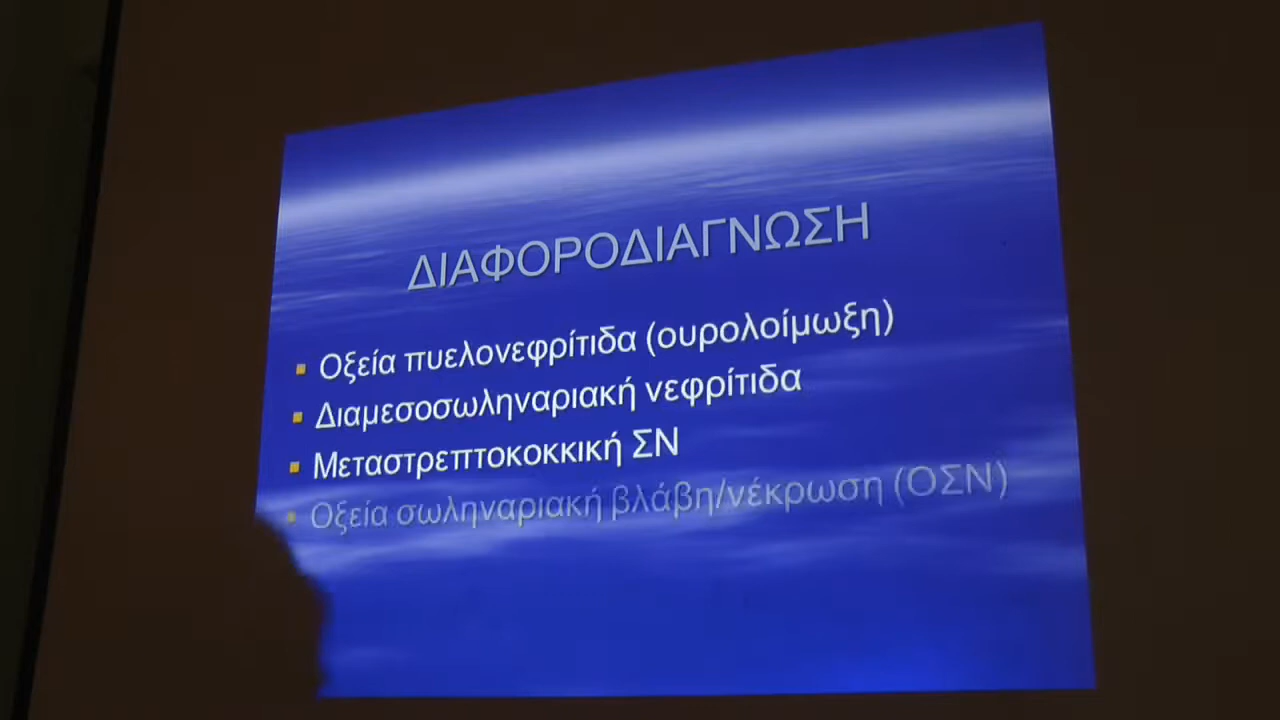 ΔΙΑΦΟΡΟΔΙΑΓΝΩΣΗ
Οξεία πυελονεφρίτιδα (ουρολοίμωξη)
Διαμεσοσωληναριακή νεφρίτιδα
Μεταστρεπτοκοκκική ΣΝ
Οξεία σωληναριακή βλάβη/νέκρωση (ΟΣΝ)